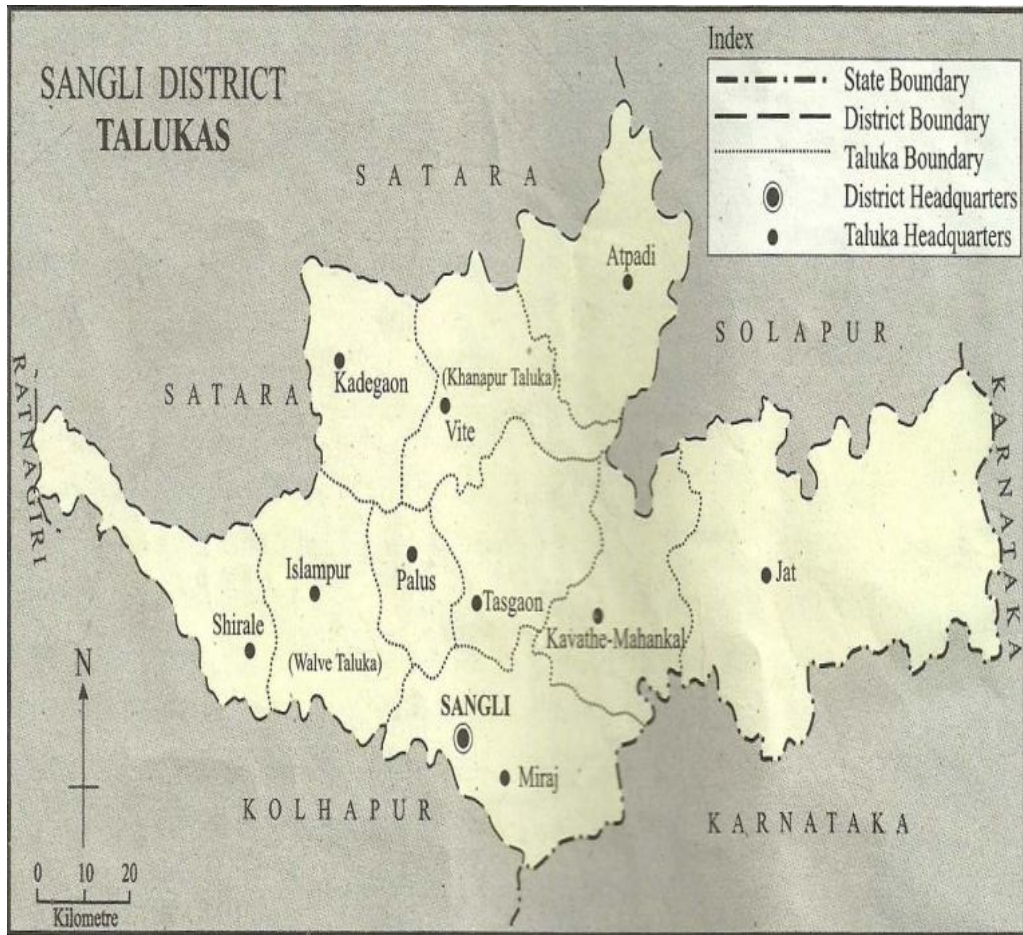 SANGLI DISTRICT
TALUKAS
Index
State Boundary
District Boundary
Taluka Boundary
District Headquarters
Taluka Headquarters
SATARA
Atpadi
SOLAPUR
Kadegaon
(Khanapur Taluka)
SATARA
Vite
RATNAGIRI
KARNATAKA
Islampur
Palus
Tasgaon
Jat
Shirale
Kavathe-Mahankal
(Walve Taluka)
N
SANGLI
Miraj
KOLHAPUR
KARNATAKA
0 10 20
Kilometre